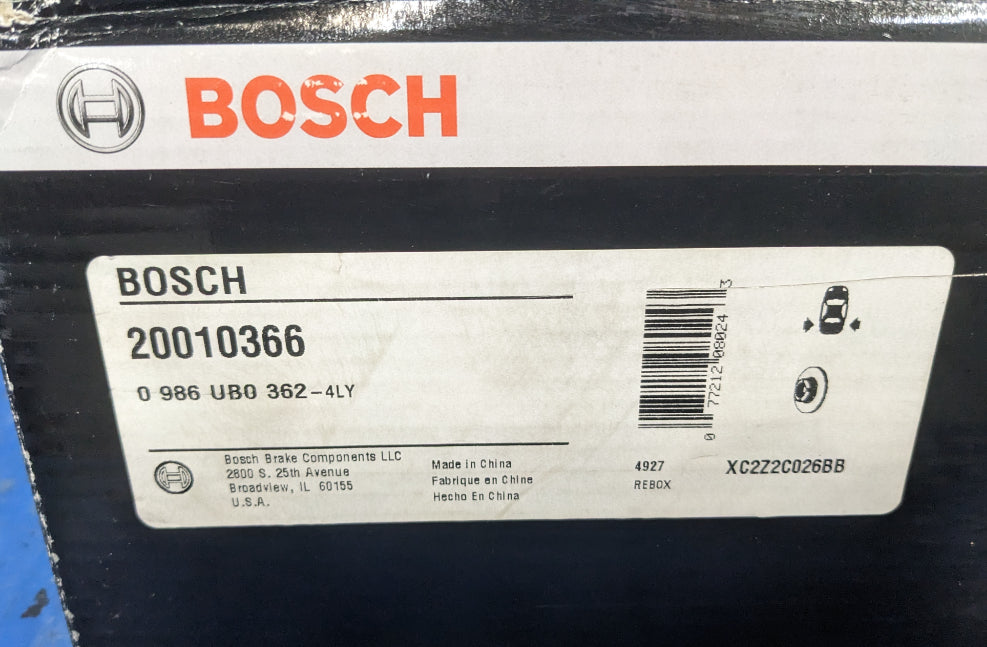 BOSCH
BOSCH
20010366
0 986 UB0 362-4LY
0 77212 08024 3
Bosch Brake Components LLC
2800 S. 25th Avenue
Broadview, IL 60155
U.S.A.
Made in China
Fabrique en Chine
Hecho En China
4927
REBOX
XC2Z2C026BB